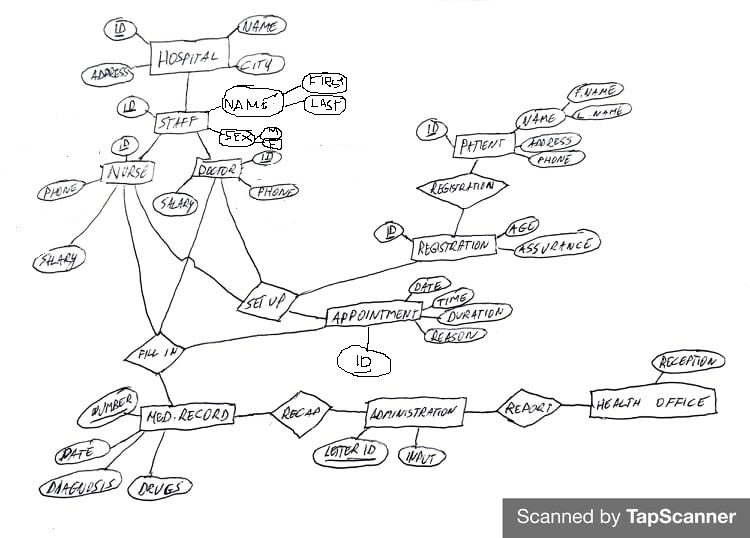 ID
NAME
HOSPITAL
ADDRESS
CITY
FIRST
ID
NAME
LAST
STAFF
SEX
M
F
F.NAME
ID
NAME
L NAME
PATIENT
ADDRESS
PHONE
ID
ID
NURSE
DOCTOR
PHONE
SALARY
PHONE
REGISTRATION
SALARY
ID
AGE
REGISTRATION
ASSURANCE
DATE
TIME
SET UP
APPOINTMENT
DURATION
REASON
FILL IN
ID
RECEPTION
NUMBER
MED.RECORD
RECAP
ADMINISTRATION
REPORT
HEALTH OFFICE
DATE
LETTER ID
INPUT
DIAGNOSIS
DRUGS
Scanned by TapScanner